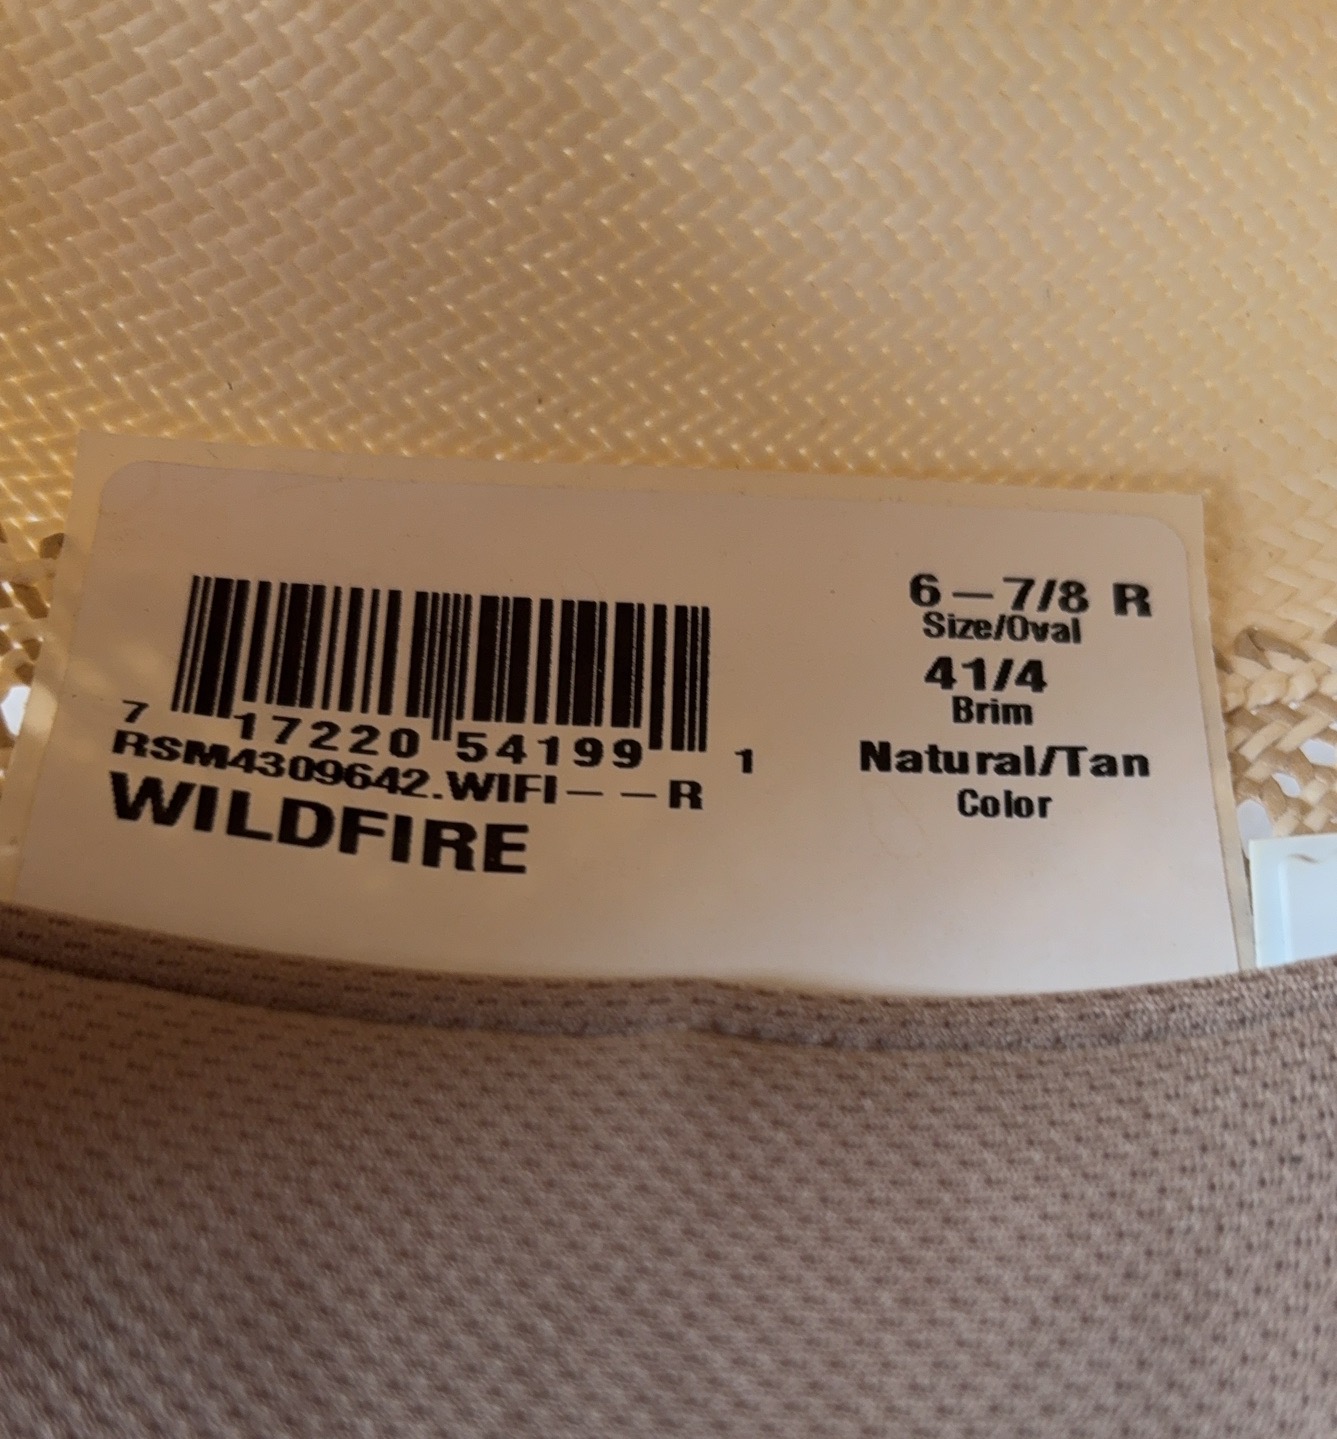 7 17220 54199 1
RSM4309642.WIFI – – R
WILDFIRE
6 – 7/8 R
Size/Oval
41/4
Brim
Natural/Tan
Color